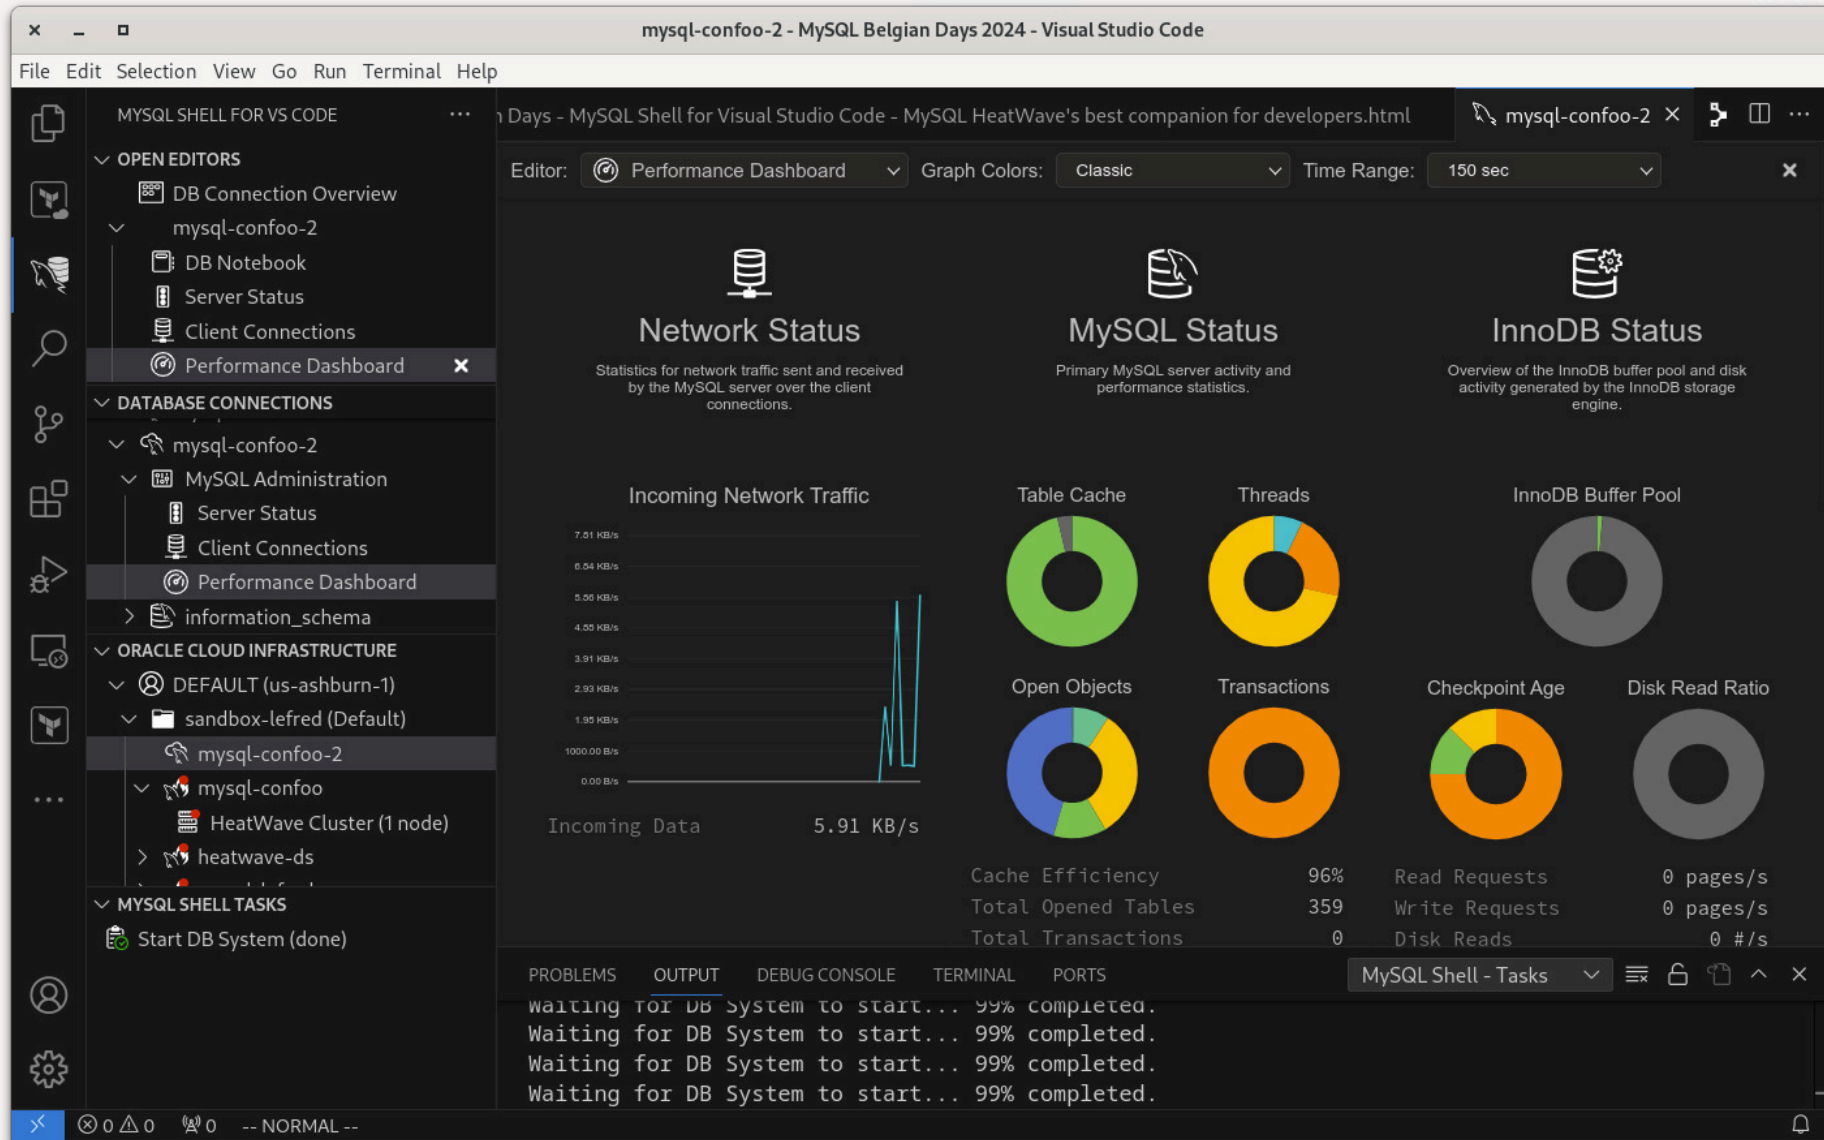 mysql-confoo-2 - MySQL Belgian Days 2024 - Visual Studio Code
File Edit Selection View Go Run Terminal Help
MYSQL SHELL FOR VS CODE
OPEN EDITORS
DB Connection Overview
mysql-confoo-2
DB Notebook
Server Status
Client Connections
Performance Dashboard
DATABASE CONNECTIONS
mysql-confoo-2
MySQL Administration
Server Status
Client Connections
Performance Dashboard
information_schema
ORACLE CLOUD INFRASTRUCTURE
DEFAULT (us-ashburn-1)
sandbox-lefred (Default)
mysql-confoo-2
mysql-confoo
HeatWave Cluster (1 node)
heatwave-ds
MYSQL SHELL TASKS
Start DB System (done)
Days - MySQL Shell for Visual Studio Code - MySQL HeatWave's best companion for developers.html
mysql-confoo-2
Editor: Performance Dashboard Graph Colors: Classic Time Range: 150 sec
Network Status
Statistics for network traffic sent and received
by the MySQL server over the client
connections.
MySQL Status
Primary MySQL server activity and
performance statistics.
InnoDB Status
Overview of the InnoDB buffer pool and disk
activity generated by the InnoDB storage
engine.
Incoming Network Traffic
7.81 KB/s
6.84 KB/s
5.86 KB/s
4.88 KB/s
3.91 KB/s
2.93 KB/s
1.95 KB/s
1000.00 B/s
0.00 B/s
Incoming Data 5.91 KB/s
Table Cache
Threads
Open Objects
Transactions
Cache Efficiency 96%
Total Opened Tables 359
Total Transactions 0
InnoDB Buffer Pool
Checkpoint Age
Disk Read Ratio
Read Requests 0 pages/s
Write Requests 0 pages/s
Disk Reads 0 #/s
PROBLEMS OUTPUT DEBUG CONSOLE TERMINAL PORTS
MySQL Shell - Tasks
Waiting for DB System to start... 99% completed.
Waiting for DB System to start... 99% completed.
Waiting for DB System to start... 99% completed.
Waiting for DB System to start... 99% completed.
0 0 0 -- NORMAL --